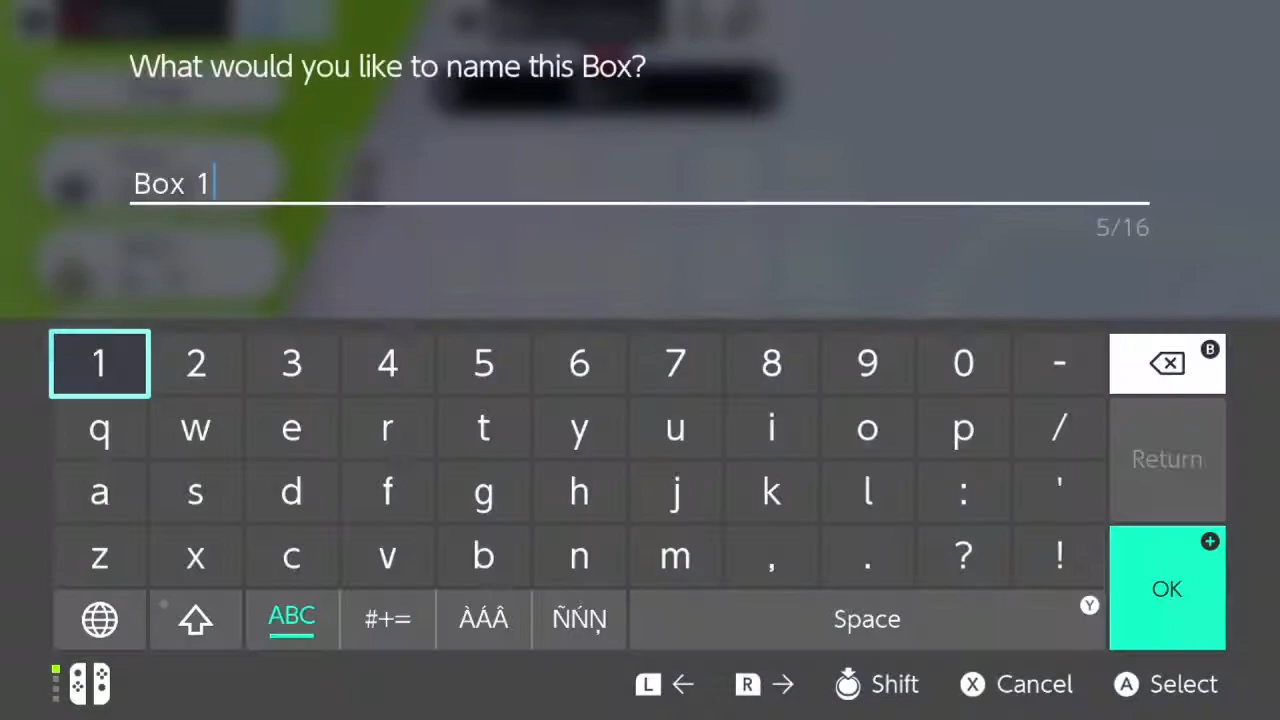 What would you like to name this Box?
Box 1
5/16
1 2 3 4 5 6 7 8 9 0 - B
q w e r t y u i o p / Return
a s d f g h j k l : '
z x c v b n m , . ? ! + OK
ABC #+= ÀÁÂ ÑŃŅ Space Y
L ← R → Shift X Cancel A Select